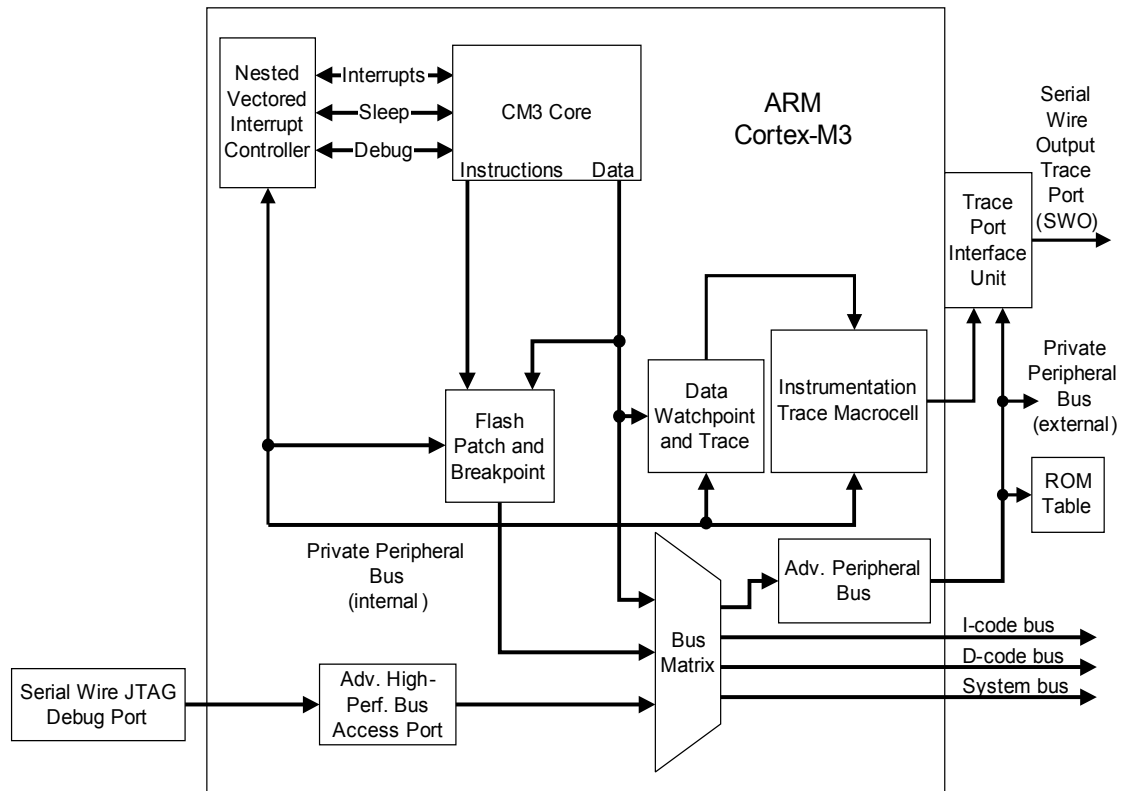 Nested
Vectored
Interrupt
Controller
Interrupts
Sleep
Debug
CM3 Core
Instructions
Data
ARM
Cortex-M3
Serial
Wire
Output
Trace
Port
(SWO)
Trace
Port
Interface
Unit
Flash
Patch and
Breakpoint
Data
Watchpoint
and Trace
Instrumentation
Trace Macrocell
Private
Peripheral
Bus
(external)
ROM
Table
Private Peripheral
Bus
(internal)
Adv. Peripheral
Bus
Bus
Matrix
I-code bus
D-code bus
System bus
Serial Wire JTAG
Debug Port
Adv. High-
Perf. Bus
Access Port